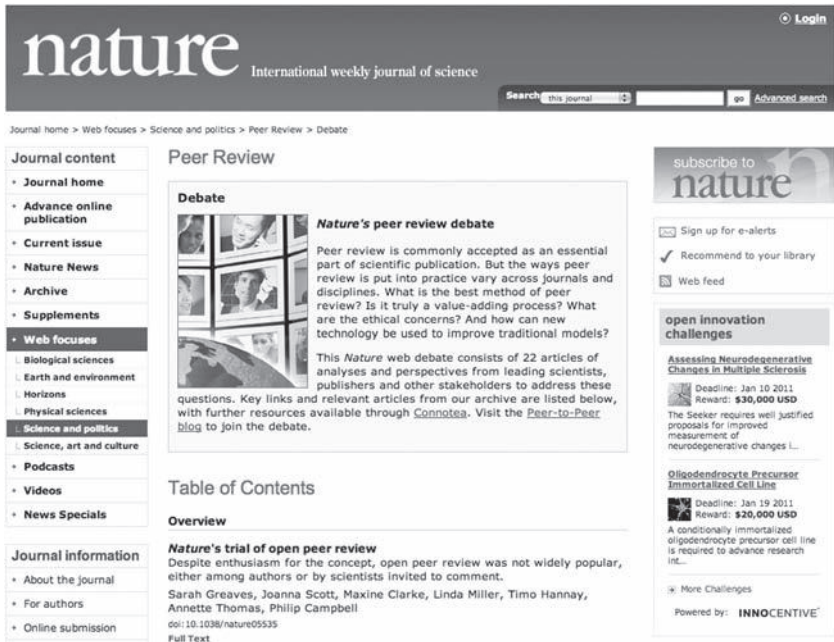 Login
nature International weekly journal of science
Search this journal go Advanced search
Journal home > Web focuses > Science and politics > Peer Review > Debate
Journal content
Journal home
Advance online
publication
Current issue
Nature News
Archive
Supplements
Web focuses
Biological sciences
Earth and environment
Horizons
Physical sciences
Science and politics
Science, art and culture
Podcasts
Videos
News Specials
Journal information
About the journal
For authors
Online submission
Peer Review
Debate
Nature's peer review debate
Peer review is commonly accepted as an essential
part of scientific publication. But the ways peer
review is put into practice vary across journals and
disciplines. What is the best method of peer
review? Is it truly a value-adding process? What
are the ethical concerns? And how can new
technology be used to improve traditional models?
This Nature web debate consists of 22 articles of
analyses and perspectives from leading scientists,
publishers and other stakeholders to address these
questions. Key links and relevant articles from our archive are listed below,
with further resources available through Connotea. Visit the Peer-to-Peer
blog to join the debate.
Table of Contents
Overview
Nature's trial of open peer review
Despite enthusiasm for the concept, open peer review was not widely popular,
either among authors or by scientists invited to comment.
Sarah Greaves, Joanna Scott, Maxine Clarke, Linda Miller, Timo Hannay,
Annette Thomas, Philip Campbell
doi:10.1038/nature05535
Full Text
subscribe to
nature
Sign up for e-alerts
Recommend to your library
Web feed
open innovation
challenges
Assessing Neurodegenerative
Changes in Multiple Sclerosis
Deadline: Jan 10 2011
Reward: $30,000 USD
The Seeker requires well justified
proposals for improved
measurement of
neurodegenerative changes i...
Oligodendrocyte Precursor
Immortalized Cell Line
Deadline: Jan 19 2011
Reward: $20,000 USD
A conditionally immortalized
oligodendrocyte precursor cell line
is required to advance research
int...
More Challenges
Powered by: INNOCENTIVE